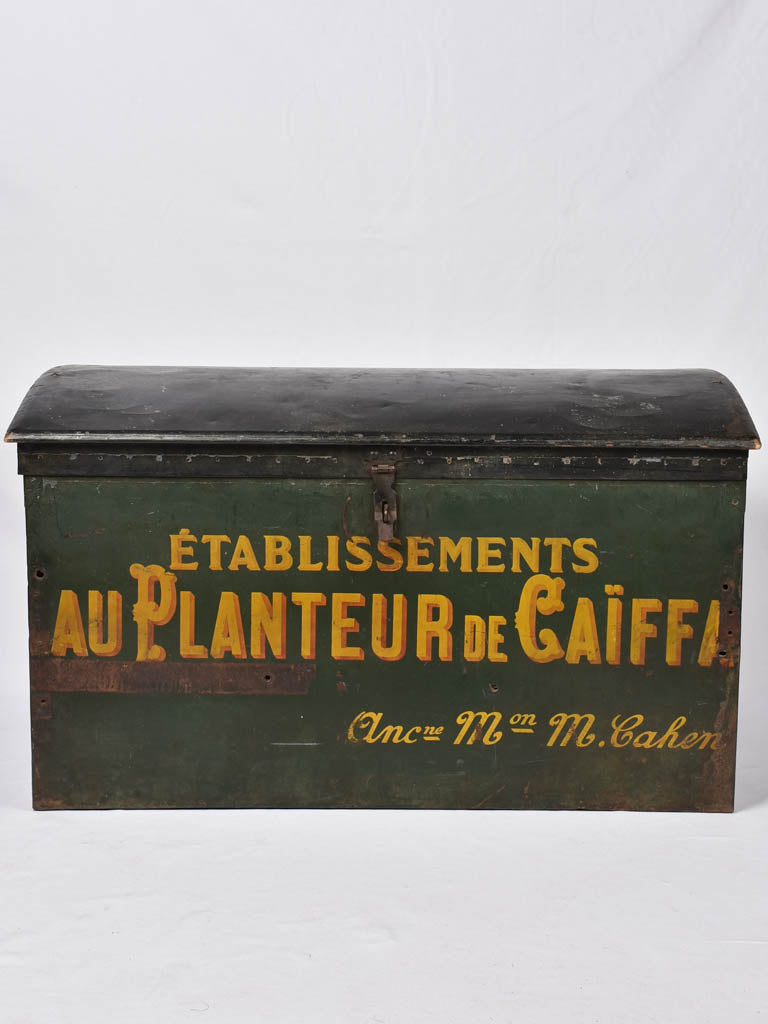 ÉTABLISSEMENTS
AU PLANTEUR DE CAÏFFA
Ancne Mon M. Cahen